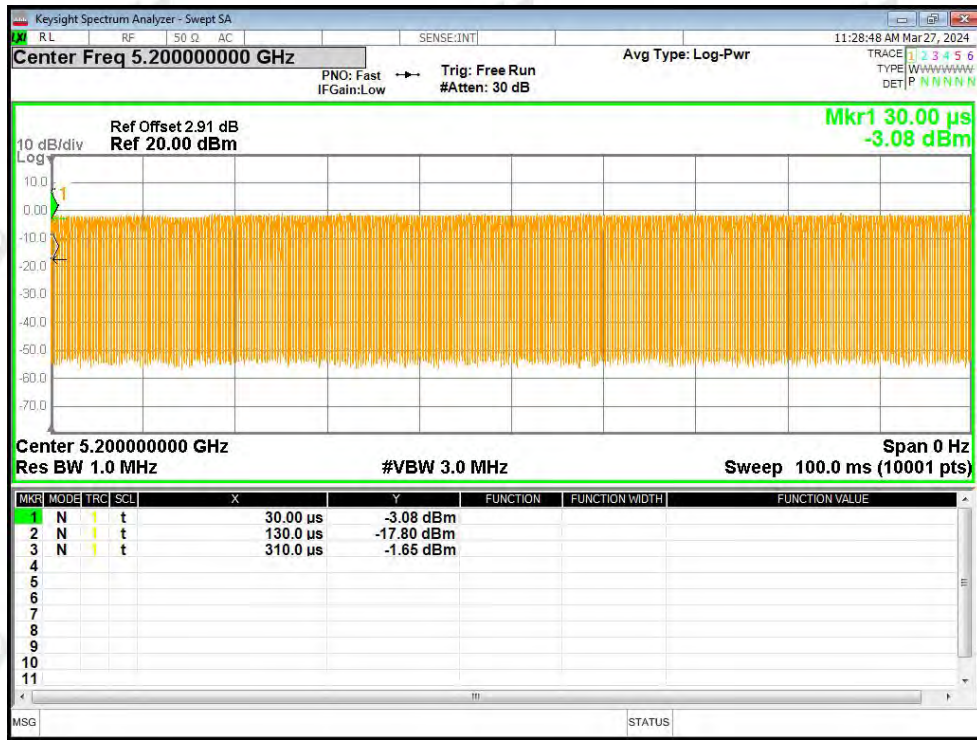 Keysight Spectrum Analyzer - Swept SA
LXI RL RF 50 Ω AC SENSE:INT 11:28:48 AM Mar 27, 2024
Center Freq 5.200000000 GHz Avg Type: Log-Pwr TRACE 1 2 3 4 5 6
PNO: Fast Trig: Free Run TYPE WWWWWW
IFGain:Low #Atten: 30 dB DET P N N N N N
Mkr1 30.00 µs
-3.08 dBm
Ref Offset 2.91 dB
10 dB/div Ref 20.00 dBm
Log
10.0
1
0.00
-10.0
-20.0
-30.0
-40.0
-50.0
-60.0
-70.0
Center 5.200000000 GHz Span 0 Hz
Res BW 1.0 MHz #VBW 3.0 MHz Sweep 100.0 ms (10001 pts)
MKR MODE TRC SCL X Y FUNCTION FUNCTION WIDTH FUNCTION VALUE
1 N 1 t 30.00 µs -3.08 dBm
2 N 1 t 130.0 µs -17.80 dBm
3 N 1 t 310.0 µs -1.65 dBm
4
5
6
7
8
9
10
11
MSG STATUS